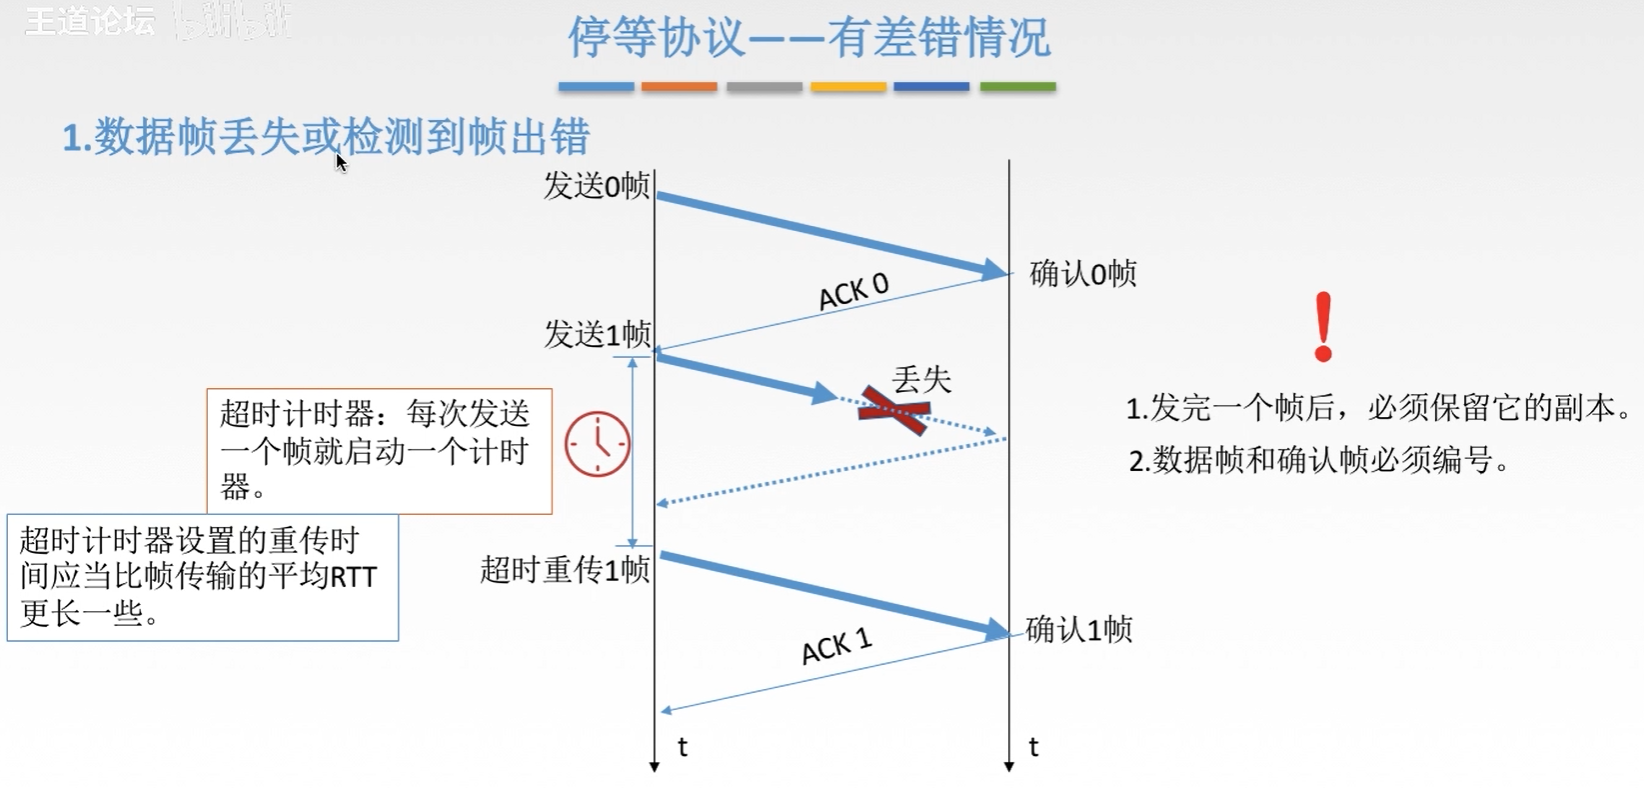 王道论坛 bilibili
停等协议——有差错情况
1.数据帧丢失或检测到帧出错
发送0帧
ACK 0
确认0帧
发送1帧
丢失
超时计时器：每次发送
一个帧就启动一个计时
器。
超时计时器设置的重传时
间应当比帧传输的平均RTT
更长一些。
超时重传1帧
ACK 1
确认1帧
t
t
1.发完一个帧后，必须保留它的副本。
2.数据帧和确认帧必须编号。